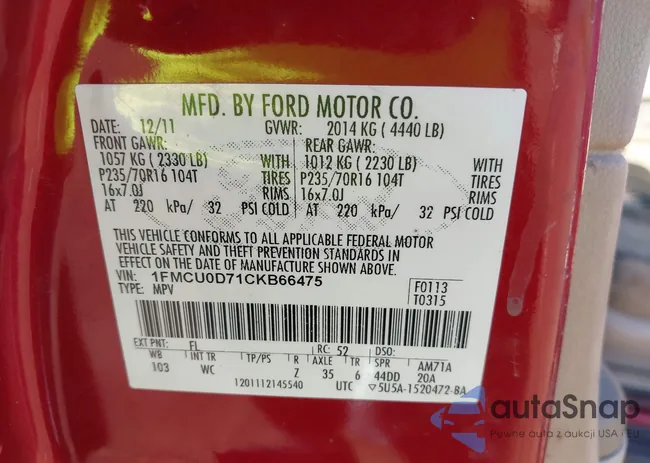 MFD. BY FORD MOTOR CO.
DATE: 12/11 GVWR: 2014 KG ( 4440 LB)
FRONT GAWR: REAR GAWR:
1057 KG ( 2330 LB) WITH 1012 KG ( 2230 LB) WITH
P235/70R16 104T TIRES P235/70R16 104T TIRES
16x7.0J RIMS 16x7.0J RIMS
AT 220 kPa/ 32 PSI COLD AT 220 kPa/ 32 PSI COLD
THIS VEHICLE CONFORMS TO ALL APPLICABLE FEDERAL MOTOR
VEHICLE SAFETY AND THEFT PREVENTION STANDARDS IN
EFFECT ON THE DATE OF MANUFACTURE SHOWN ABOVE.
VIN: 1FMCU0D71CKB66475 F0113
TYPE: MPV T0315
EXT PNT: FL RC: 52 DSO:
WB INT TR TP/PS R AXLE TR SPR AM71A
103 WC Z 35 6 44DD 20A
1201112145540 UTC ▽5U5A-1520472-BA
autaSnap
Pewne auta z aukcji USA i EU